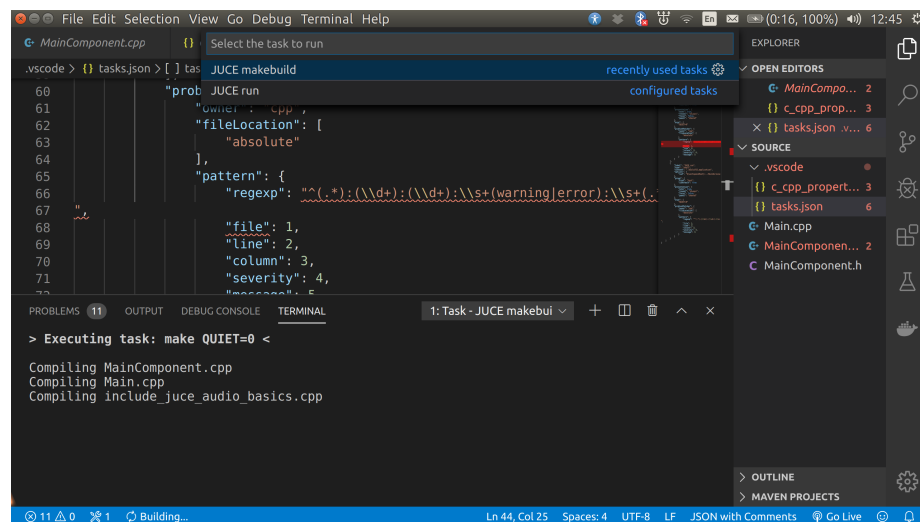 File Edit Selection View Go Debug Terminal Help
En
(0:16, 100%)
12:45
MainComponent.cpp
{}
Select the task to run
EXPLORER
.vscode > {} tasks.json > [ ] tas
JUCE makebuild
recently used tasks
JUCE run
configured tasks
OPEN EDITORS
MainCompo... 2
{} c_cpp_prop... 3
{} tasks.json .v... 6
SOURCE
.vscode
{} c_cpp_propert... 3
{} tasks.json 6
Main.cpp
MainComponen... 2
C MainComponent.h
60 "prob
61 "owner": "cpp",
62 "fileLocation": [
63 "absolute"
64 ],
65 "pattern": {
66 "regexp": "^(.*):(\\d+):(\\d+):\\s+(warning|error):\\s+(.
67 ",
68 "file": 1,
69 "line": 2,
70 "column": 3,
71 "severity": 4,
72 "message": 5
PROBLEMS 11 OUTPUT DEBUG CONSOLE TERMINAL
1: Task - JUCE makebui
> Executing task: make QUIET=0 <
Compiling MainComponent.cpp
Compiling Main.cpp
Compiling include_juce_audio_basics.cpp
OUTLINE
MAVEN PROJECTS
11 0 1 Building...
Ln 44, Col 25 Spaces: 4 UTF-8 LF JSON with Comments Go Live